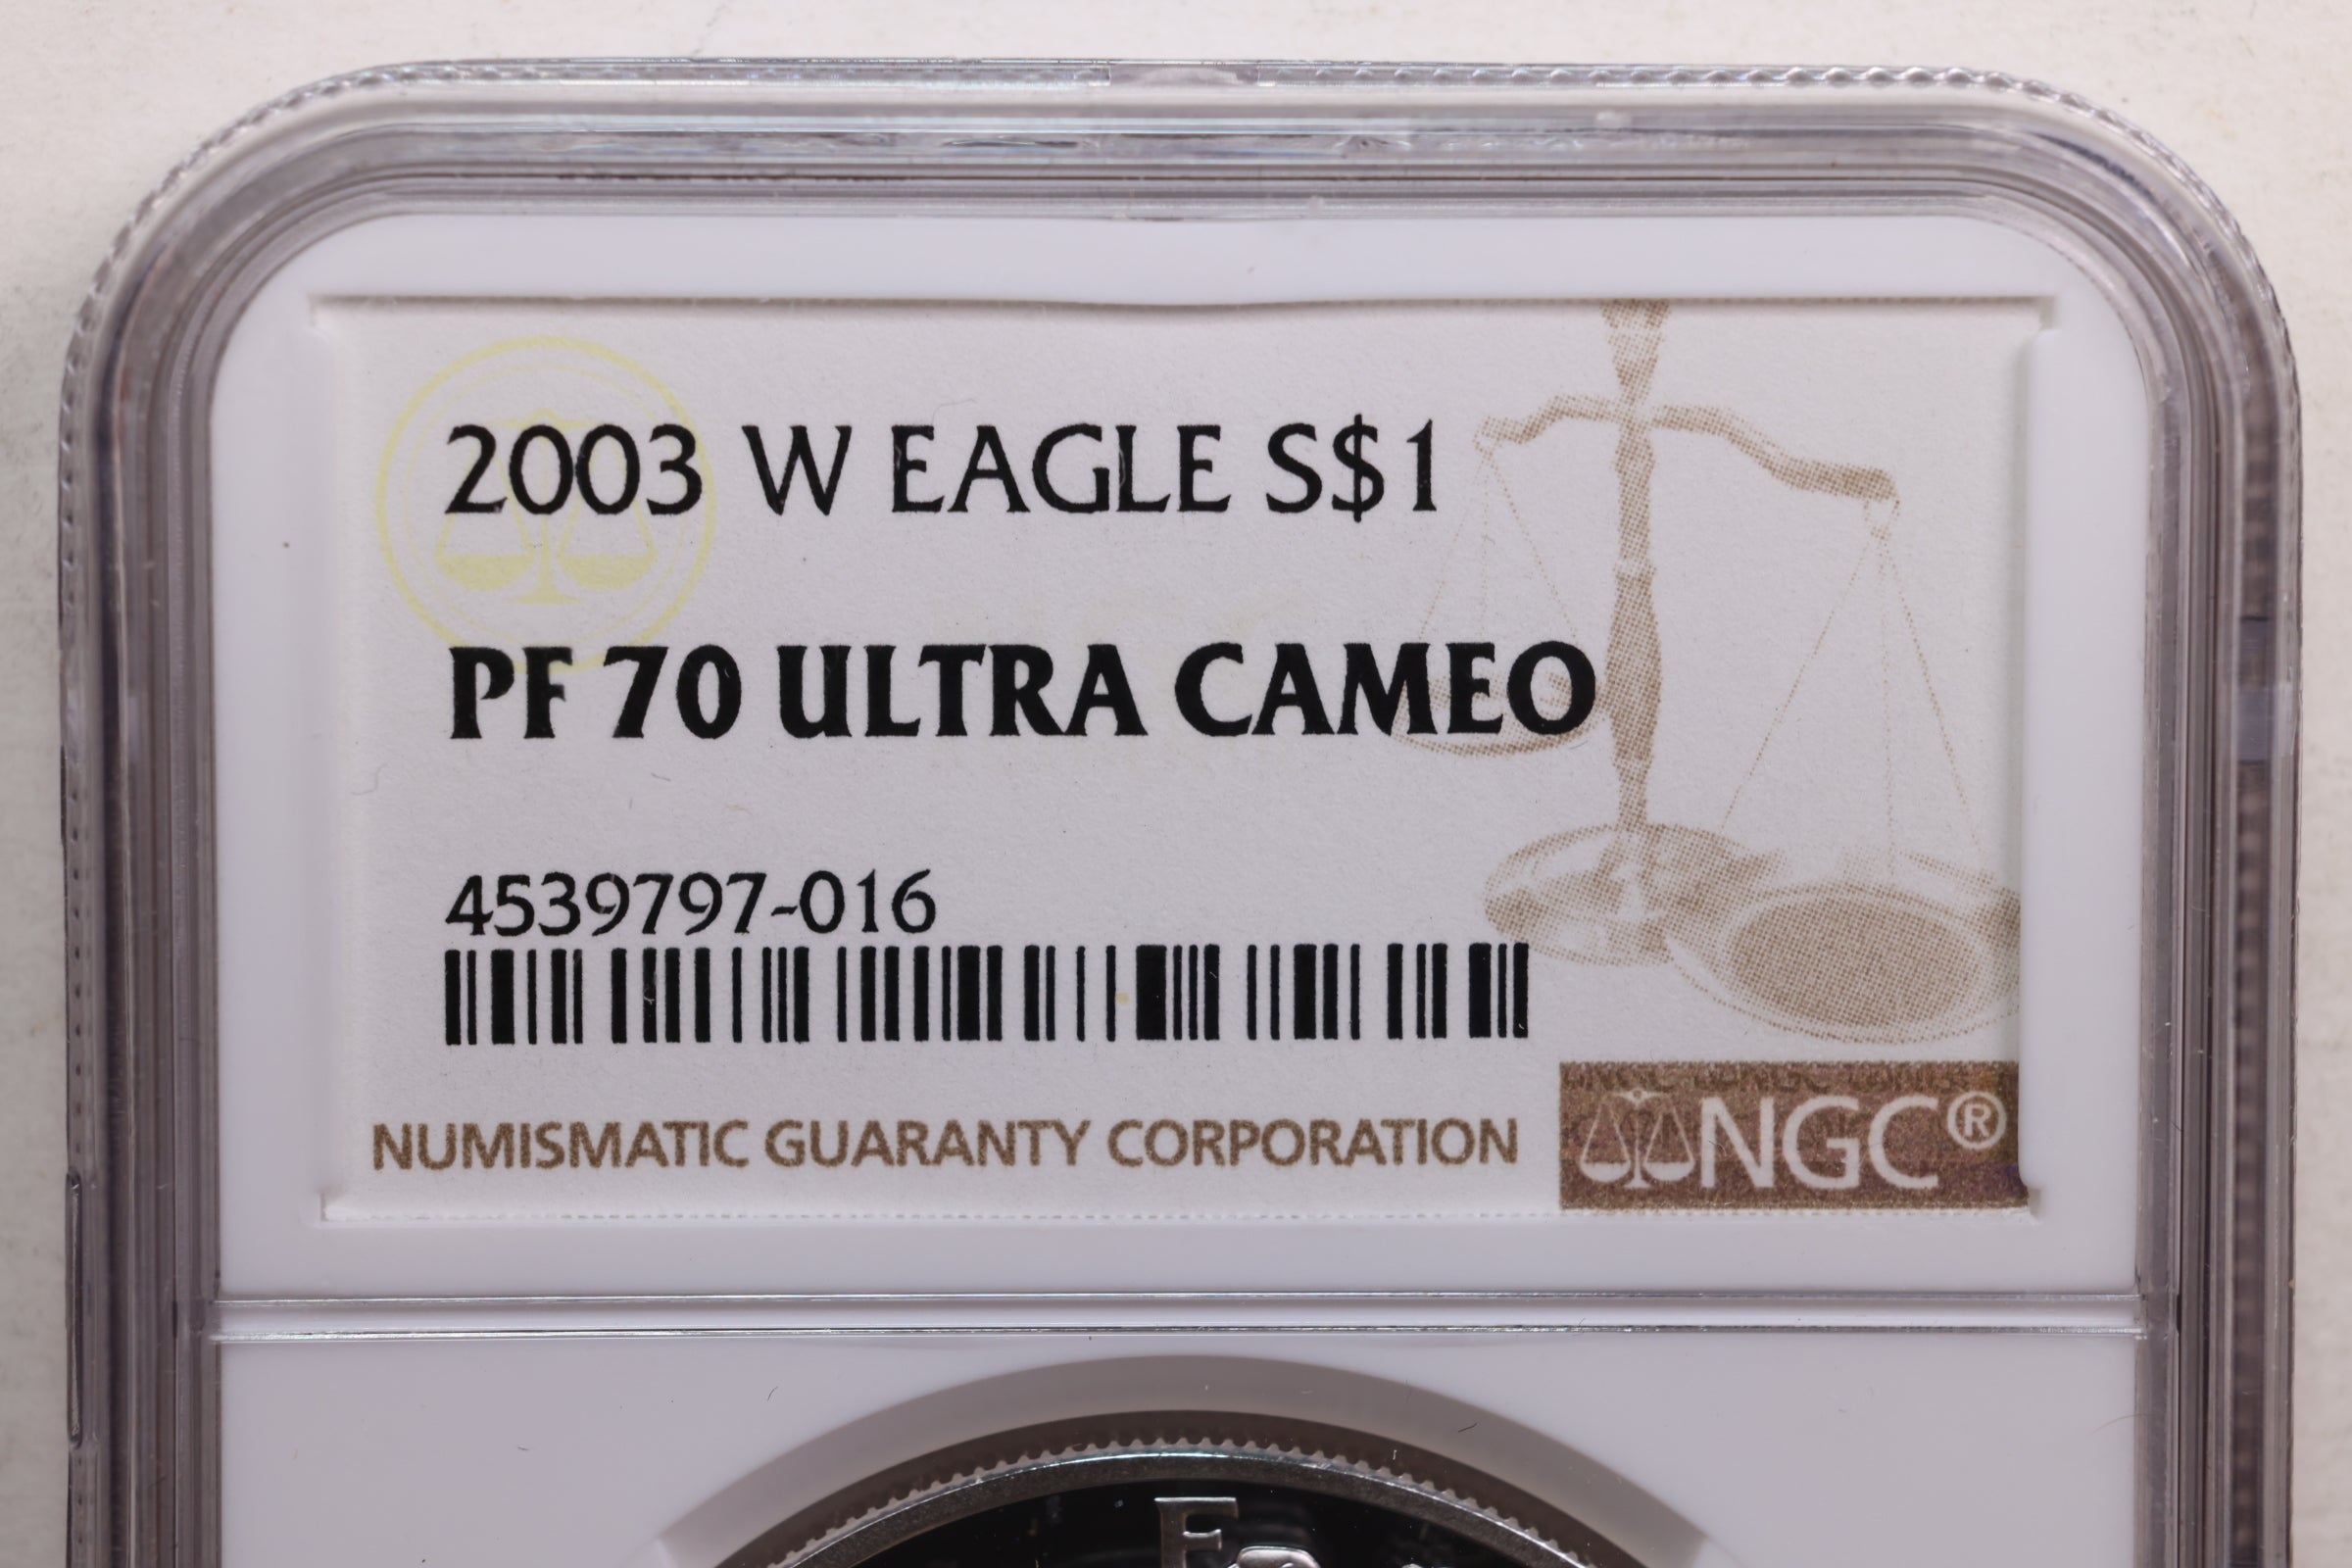 2003 W EAGLE S$1
PF 70 ULTRA CAMEO
4539797-016
NUMISMATIC GUARANTY CORPORATION
NGC®
E